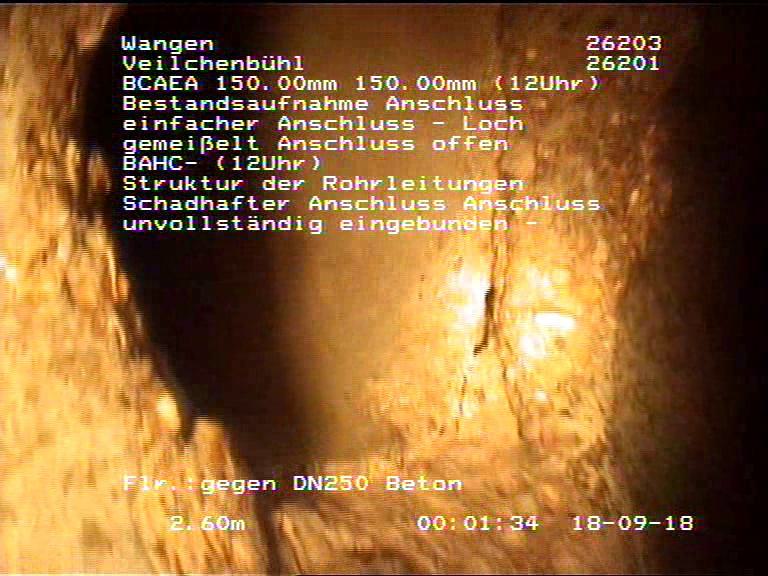 Wangen 26203
Veilchenbühl 26201
BCAEA 150.00mm 150.00mm (12Uhr)
Bestandsaufnahme Anschluss
einfacher Anschluss - Loch
gemeißelt Anschluss offen
BAHC- (12Uhr)
Struktur der Rohrleitungen
Schadhafter Anschluss Anschluss
unvollständig eingebunden -
Flr.:gegen DN250 Beton
2.60m 00:01:34 18-09-18